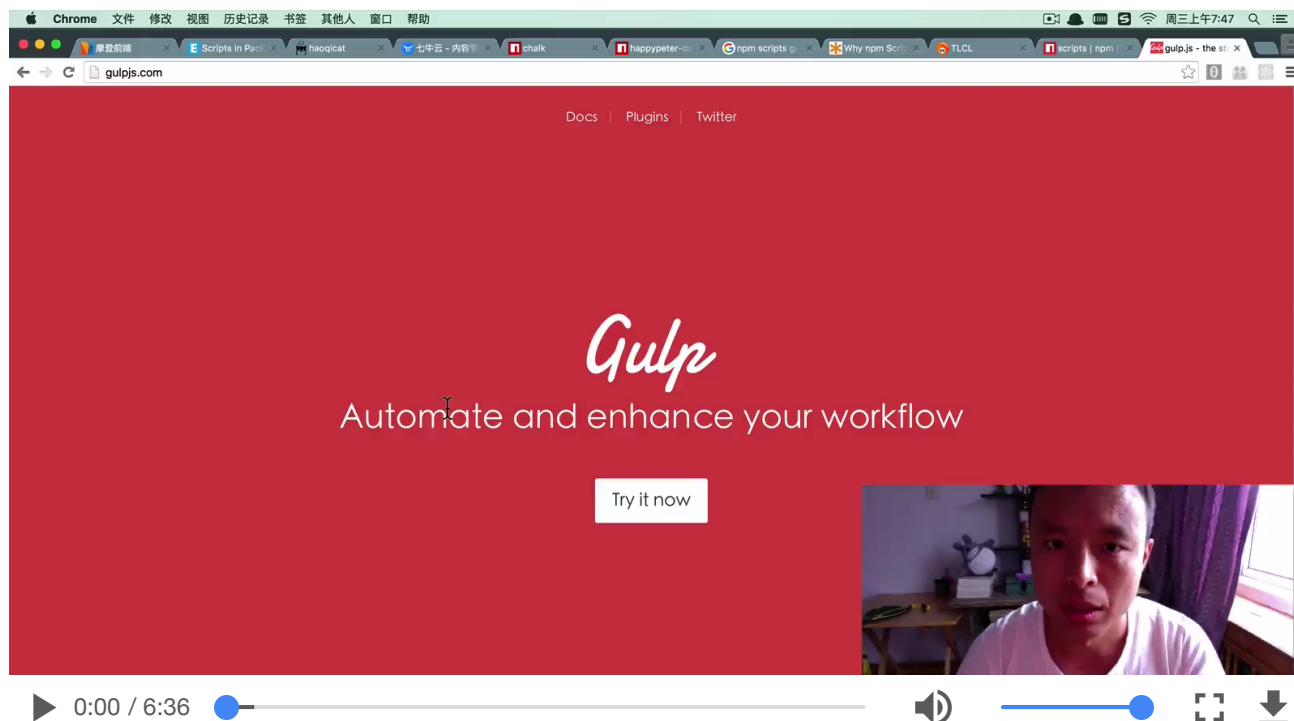 Chrome 文件 修改 视图 历史记录 书签 其他人 窗口 帮助 周三上午7:47
摩登前端 Scripts in Paci haoqicat 七牛云 - 内容 chalk happypeter- npm scripts g Why npm Scri TLCL scripts | npm gulp.js - the st
gulpjs.com
Docs | Plugins | Twitter
Gulp
Automate and enhance your workflow
Try it now
0:00 / 6:36